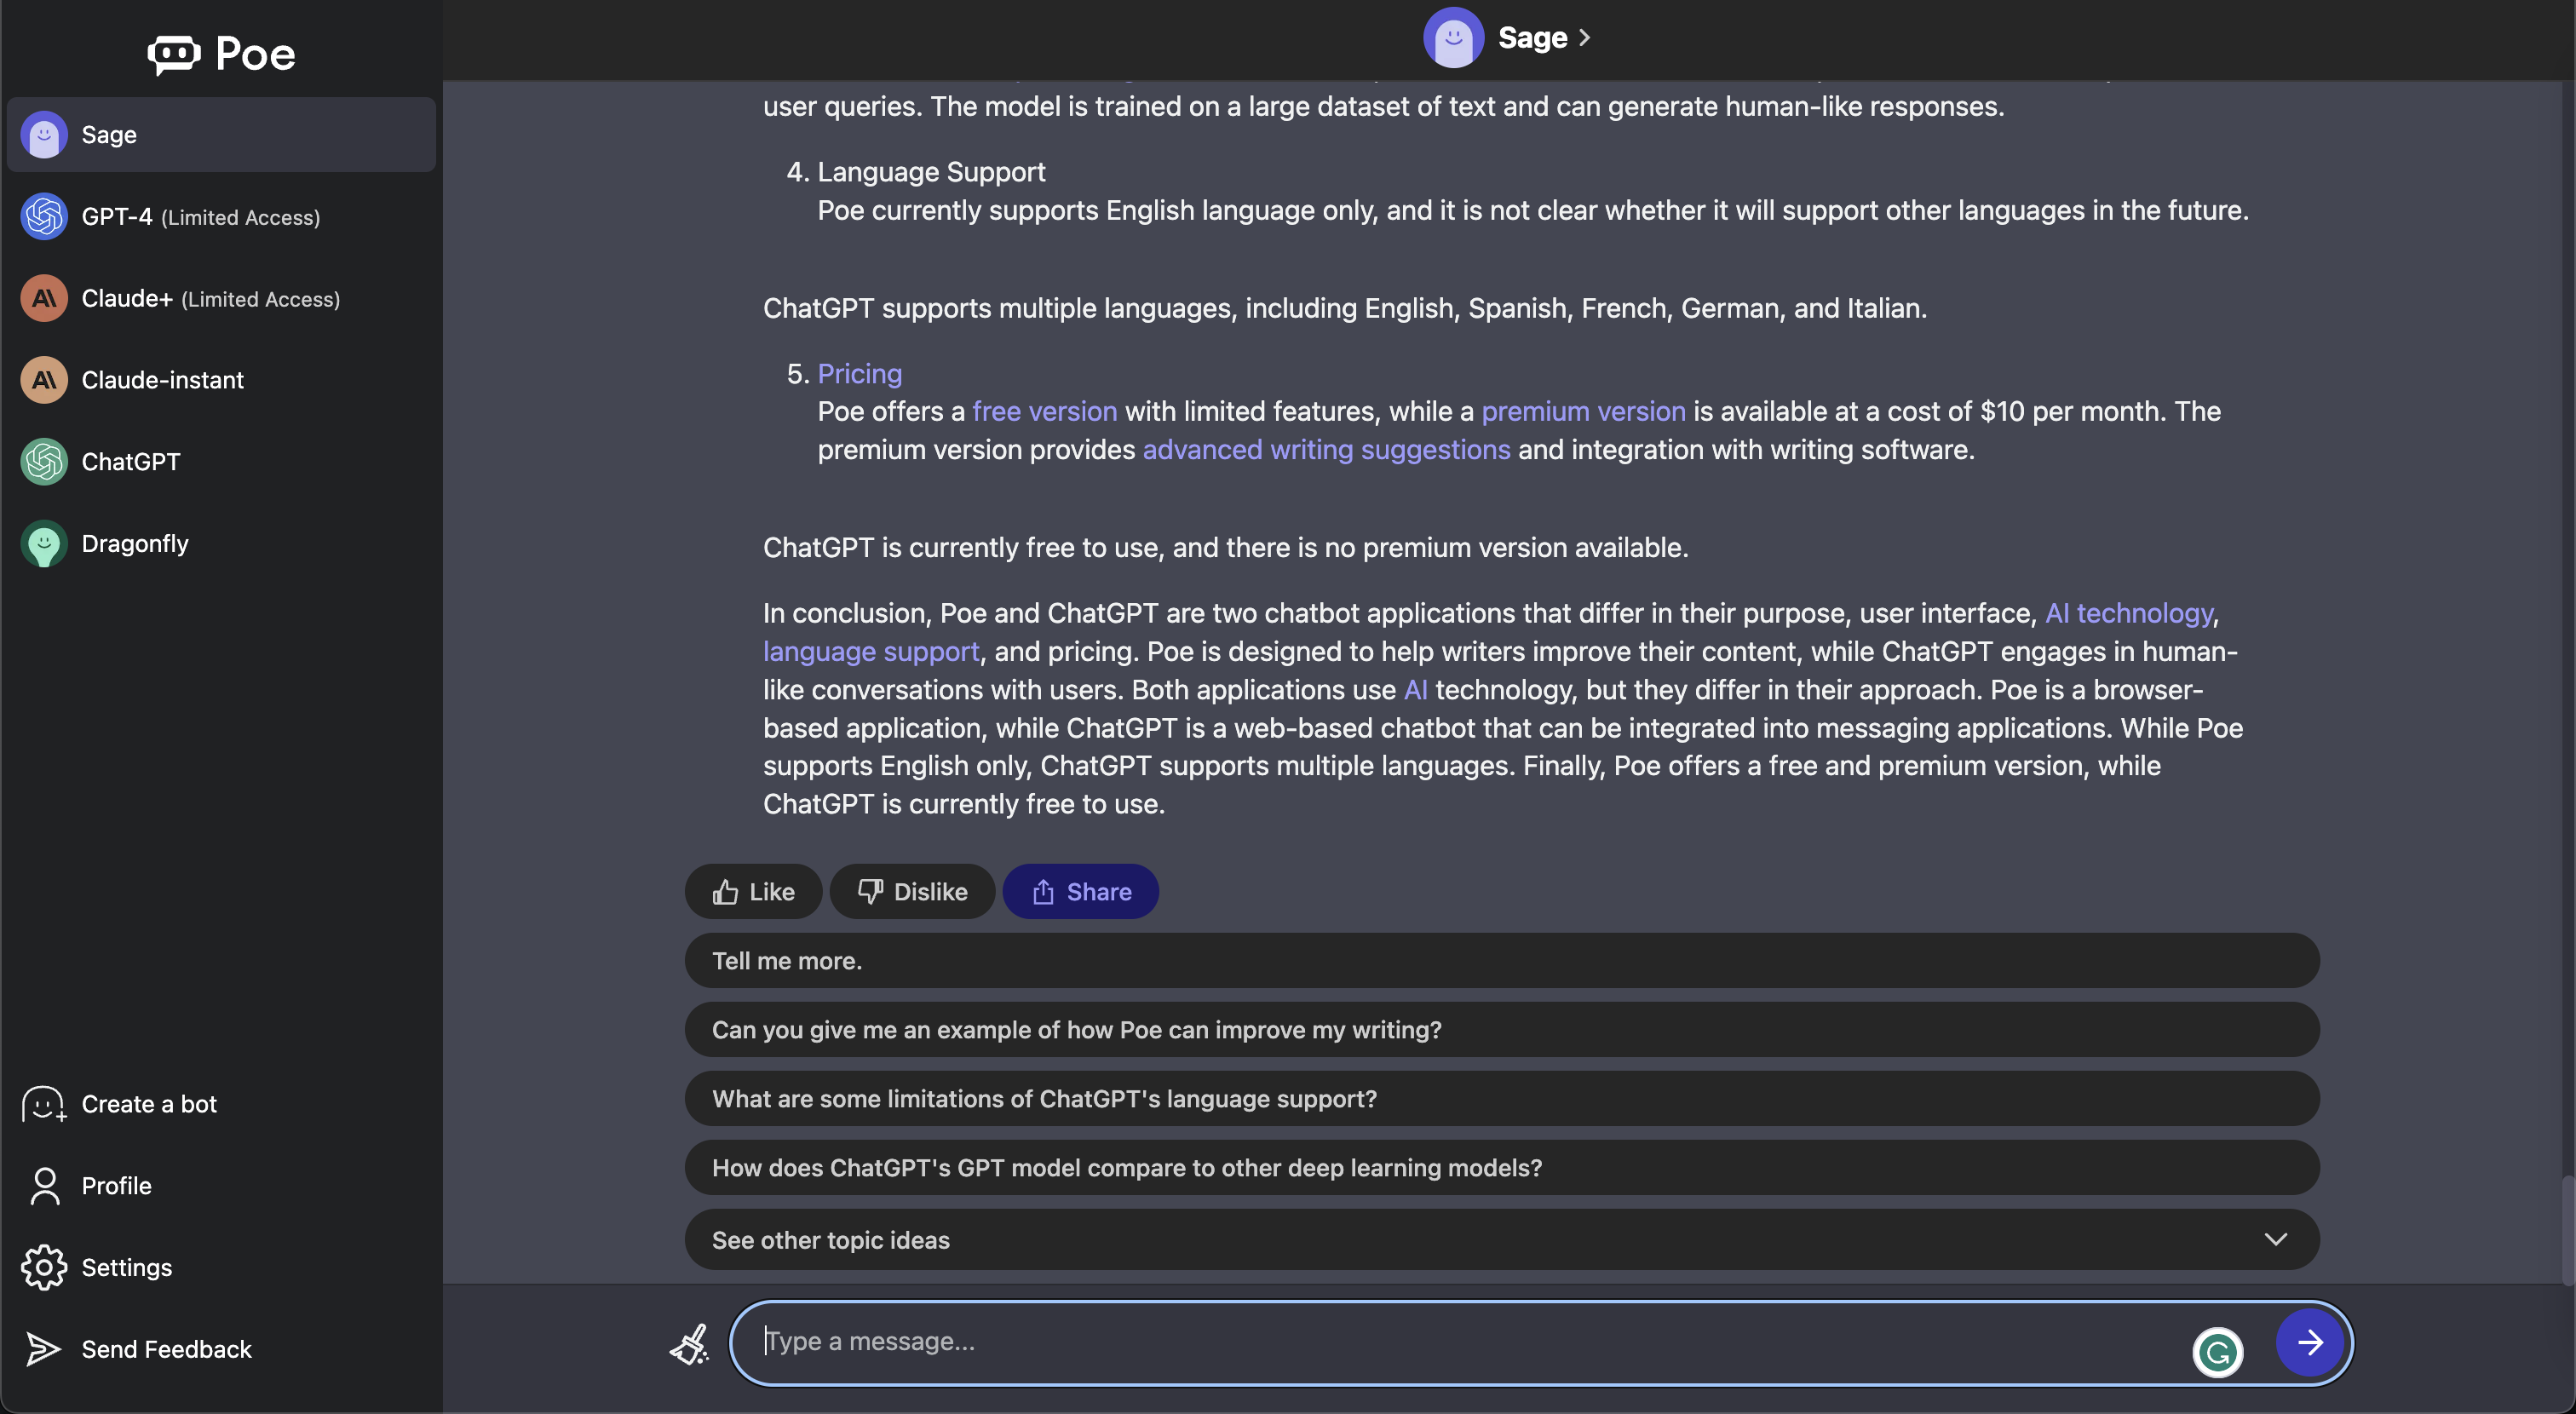 Poe
Sage
GPT-4 (Limited Access)
Claude+ (Limited Access)
Claude-instant
ChatGPT
Dragonfly
Create a bot
Profile
Settings
Send Feedback
Sage
user queries. The model is trained on a large dataset of text and can generate human-like responses.
4. Language Support
Poe currently supports English language only, and it is not clear whether it will support other languages in the future.
ChatGPT supports multiple languages, including English, Spanish, French, German, and Italian.
5. Pricing
Poe offers a free version with limited features, while a premium version is available at a cost of $10 per month. The
premium version provides advanced writing suggestions and integration with writing software.
ChatGPT is currently free to use, and there is no premium version available.
In conclusion, Poe and ChatGPT are two chatbot applications that differ in their purpose, user interface, AI technology,
language support, and pricing. Poe is designed to help writers improve their content, while ChatGPT engages in human-
like conversations with users. Both applications use AI technology, but they differ in their approach. Poe is a browser-
based application, while ChatGPT is a web-based chatbot that can be integrated into messaging applications. While Poe
supports English only, ChatGPT supports multiple languages. Finally, Poe offers a free and premium version, while
ChatGPT is currently free to use.
Like Dislike Share
Tell me more.
Can you give me an example of how Poe can improve my writing?
What are some limitations of ChatGPT's language support?
How does ChatGPT's GPT model compare to other deep learning models?
See other topic ideas
Type a message...